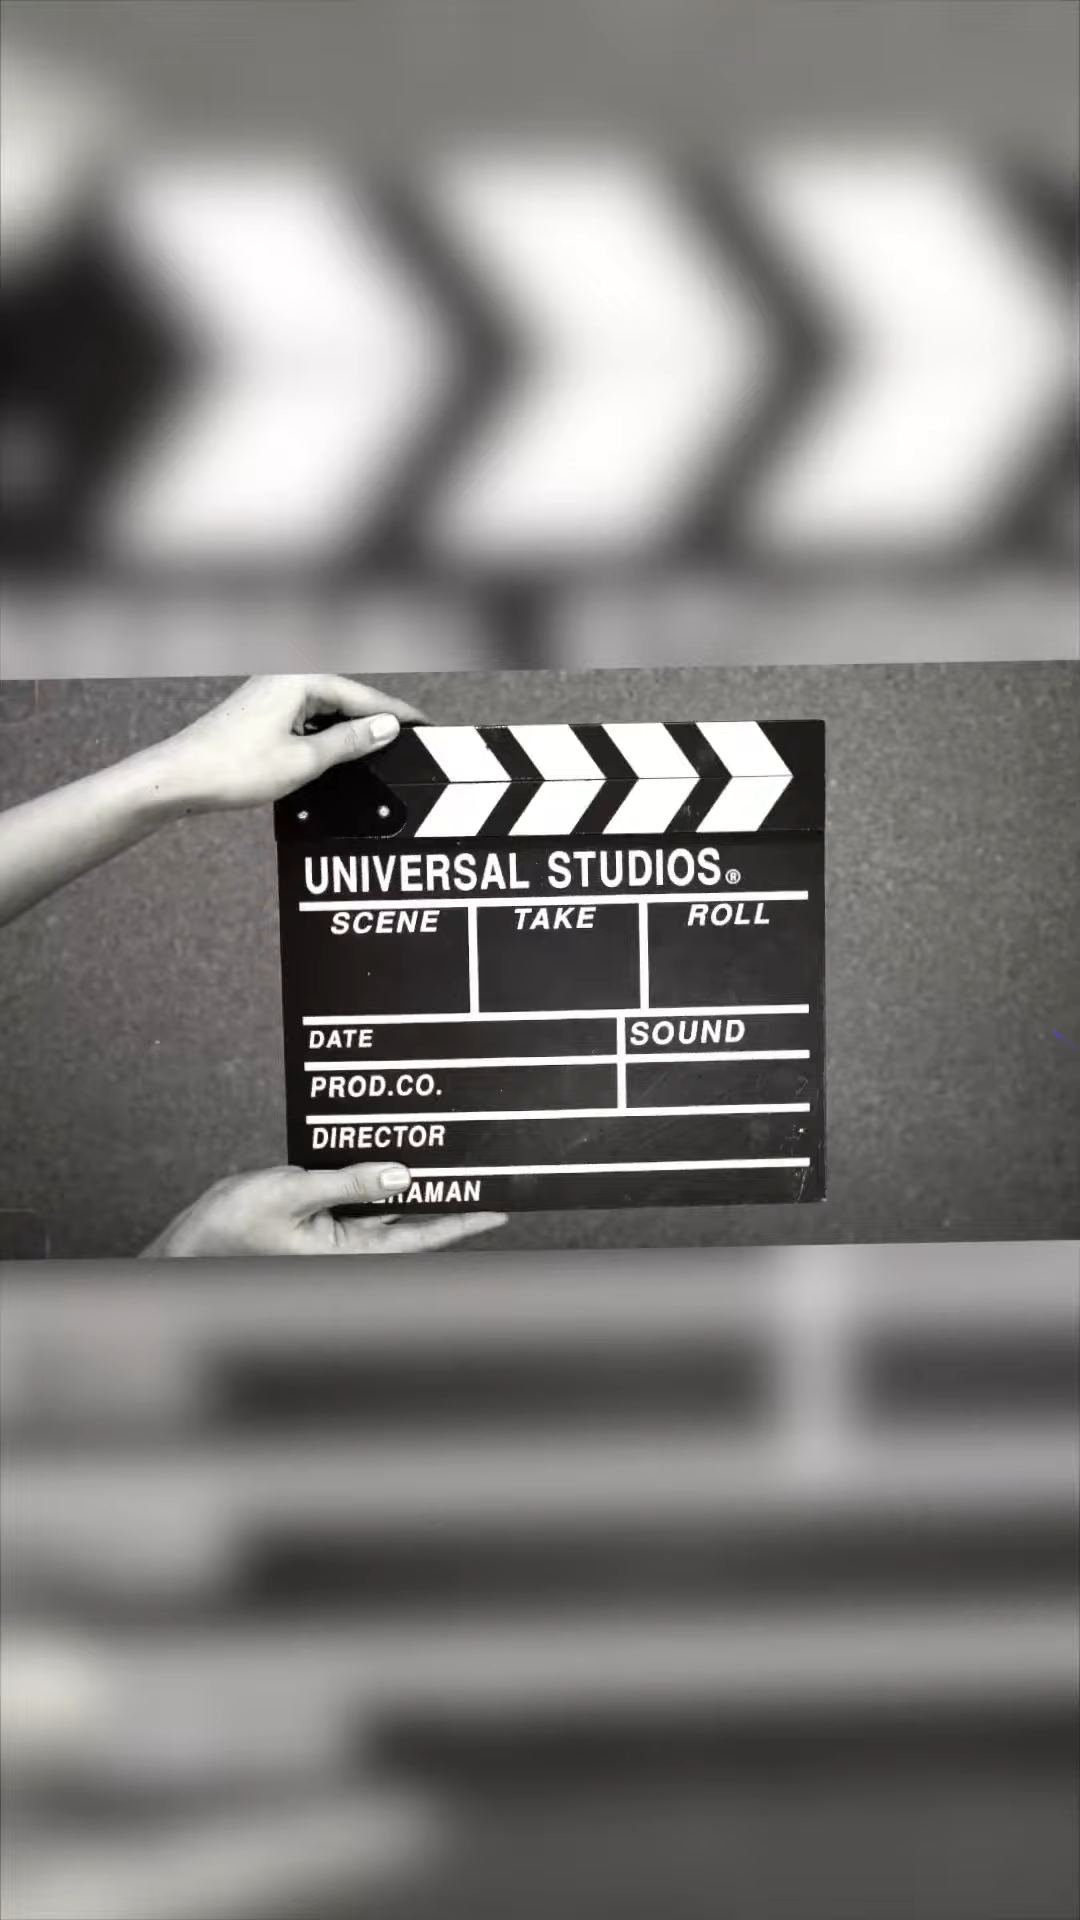 UNIVERSAL STUDIOS®
SCENE TAKE ROLL
DATE SOUND
PROD.CO.
DIRECTOR